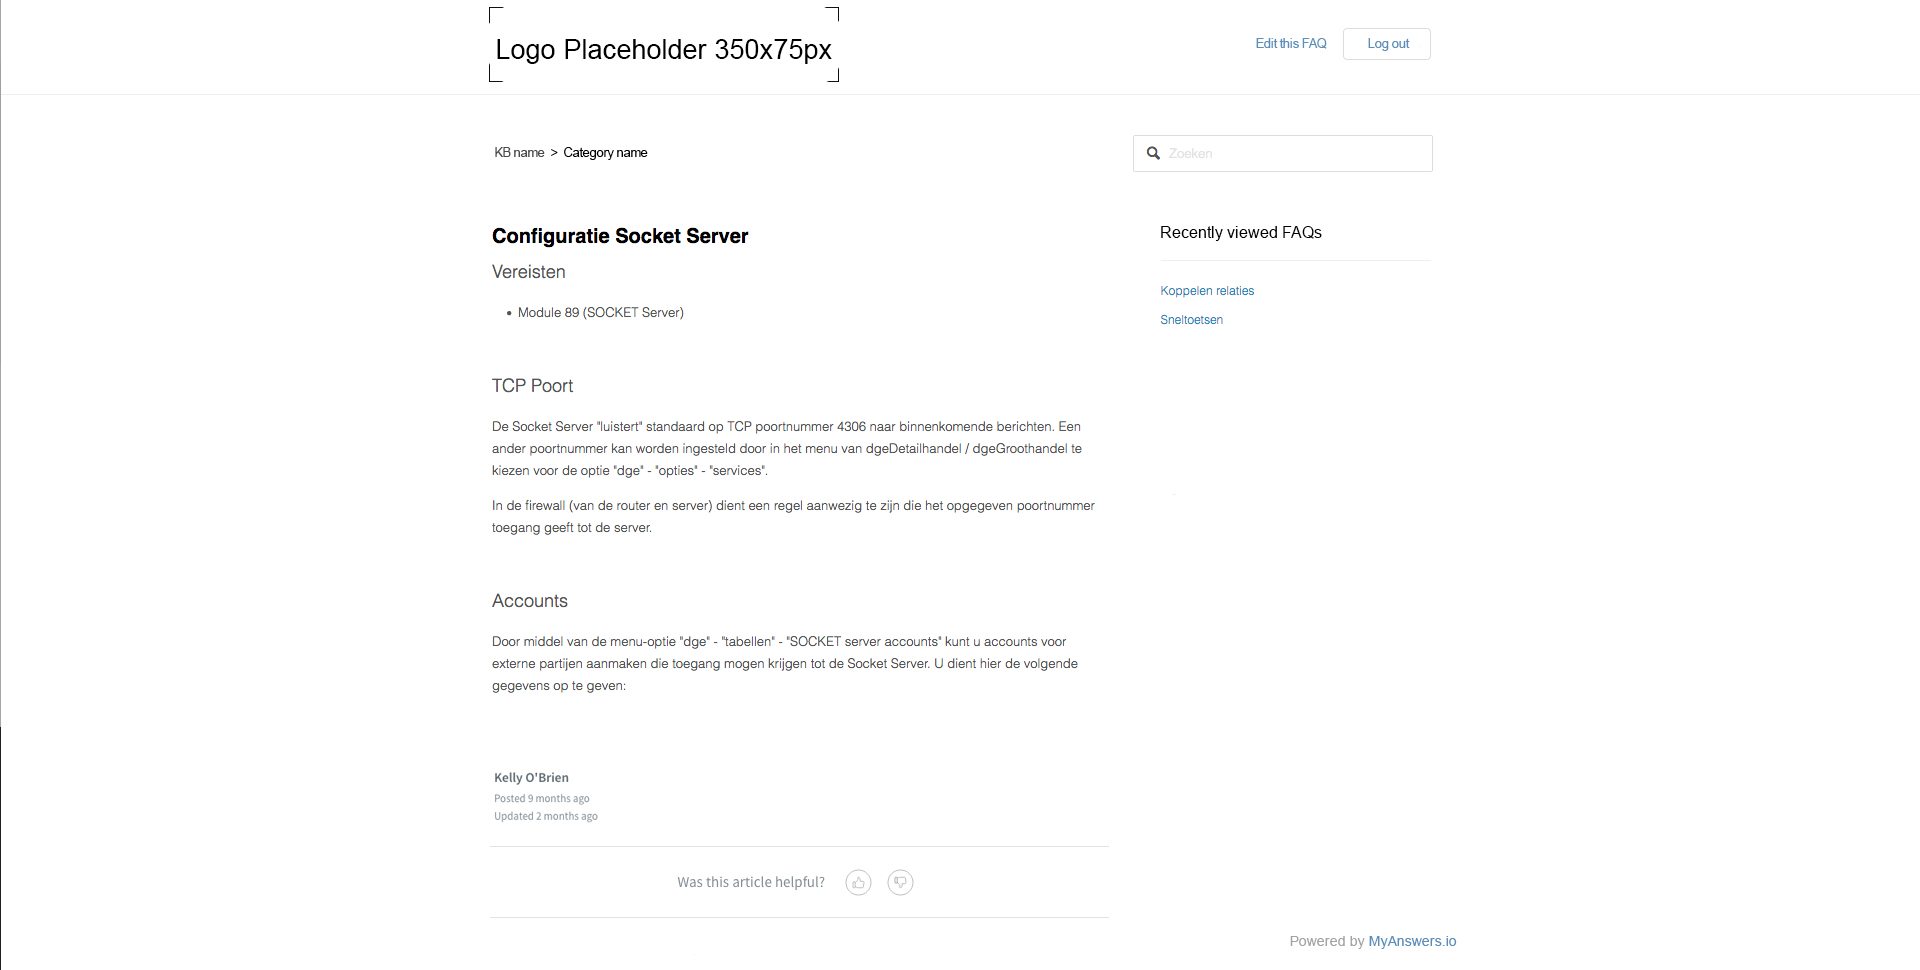 Logo Placeholder 350x75px
Edit this FAQ
Log out
KB name > Category name
Zoeken
Configuratie Socket Server
Vereisten
• Module 89 (SOCKET Server)
TCP Poort
De Socket Server "luistert" standaard op TCP poortnummer 4306 naar binnenkomende berichten. Een
ander poortnummer kan worden ingesteld door in het menu van dgeDetailhandel / dgeGroothandel te
kiezen voor de optie "dge" - "opties" - "services".
In de firewall (van de router en server) dient een regel aanwezig te zijn die het opgegeven poortnummer
toegang geeft tot de server.
Accounts
Door middel van de menu-optie "dge" - "tabellen" - "SOCKET server accounts" kunt u accounts voor
externe partijen aanmaken die toegang mogen krijgen tot de Socket Server. U dient hier de volgende
gegevens op te geven:
Kelly O'Brien
Posted 9 months ago
Updated 2 months ago
Was this article helpful?
Recently viewed FAQs
Koppelen relaties
Sneltoetsen
Powered by MyAnswers.io